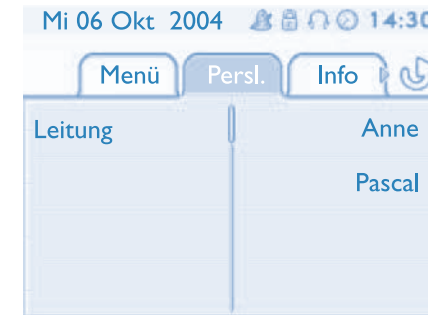 Mi 06 Okt 2004 14:30
Menü Persl. Info
Leitung Anne
Pascal